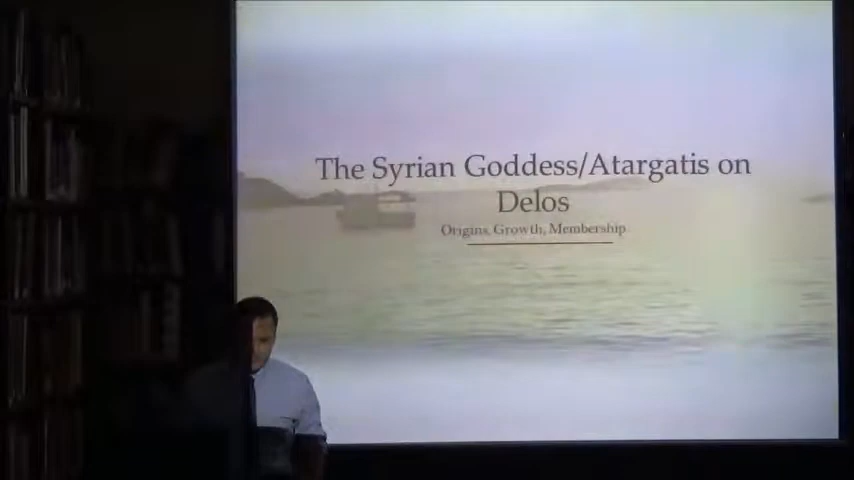 The Syrian Goddess/Atargatis on
Delos
Origins, Growth, Membership